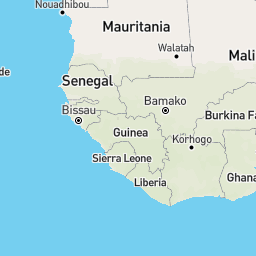 Nouadhibou
Mauritania
Walatah
Mali
de
Senegal
Bamako
Bissau
Burkina Fa
Guinea
Korhogo
Sierra Leone
Liberia
Ghana